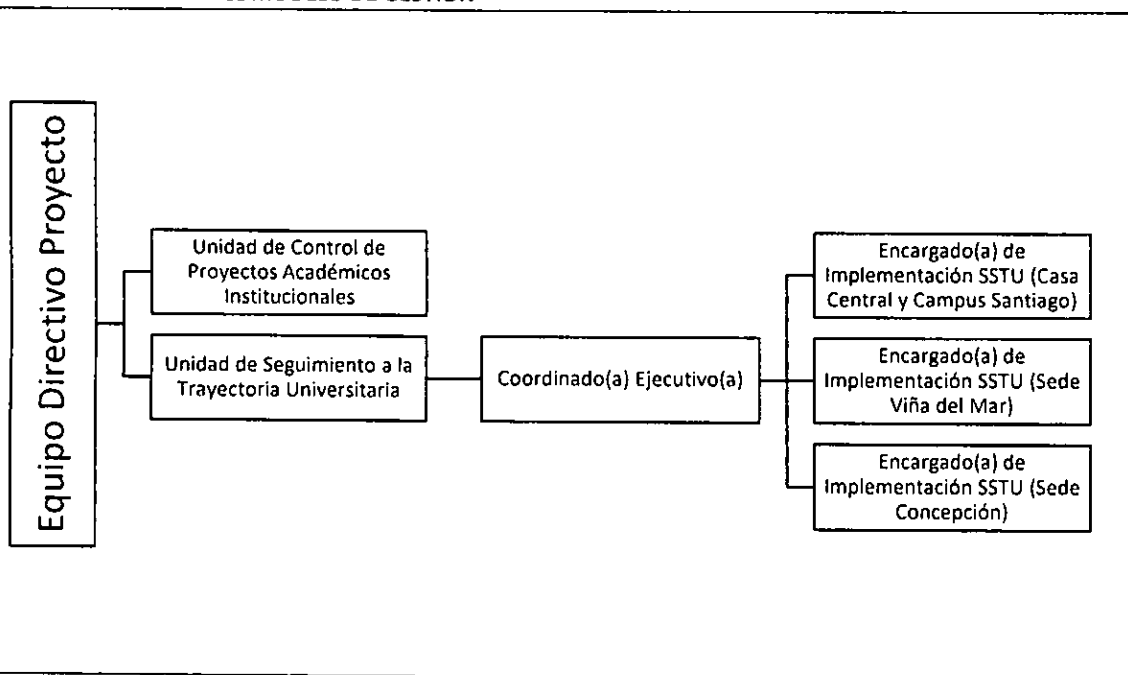 Equipo Directivo Proyecto
Unidad de Control de
Proyectos Académicos
Institucionales
Unidad de Seguimiento a la
Trayectoria Universitaria
Coordinado(a) Ejecutivo(a)
Encargado(a) de
Implementación SSTU (Casa
Central y Campus Santiago)
Encargado(a) de
Implementación SSTU (Sede
Viña del Mar)
Encargado(a) de
Implementación SSTU (Sede
Concepción)